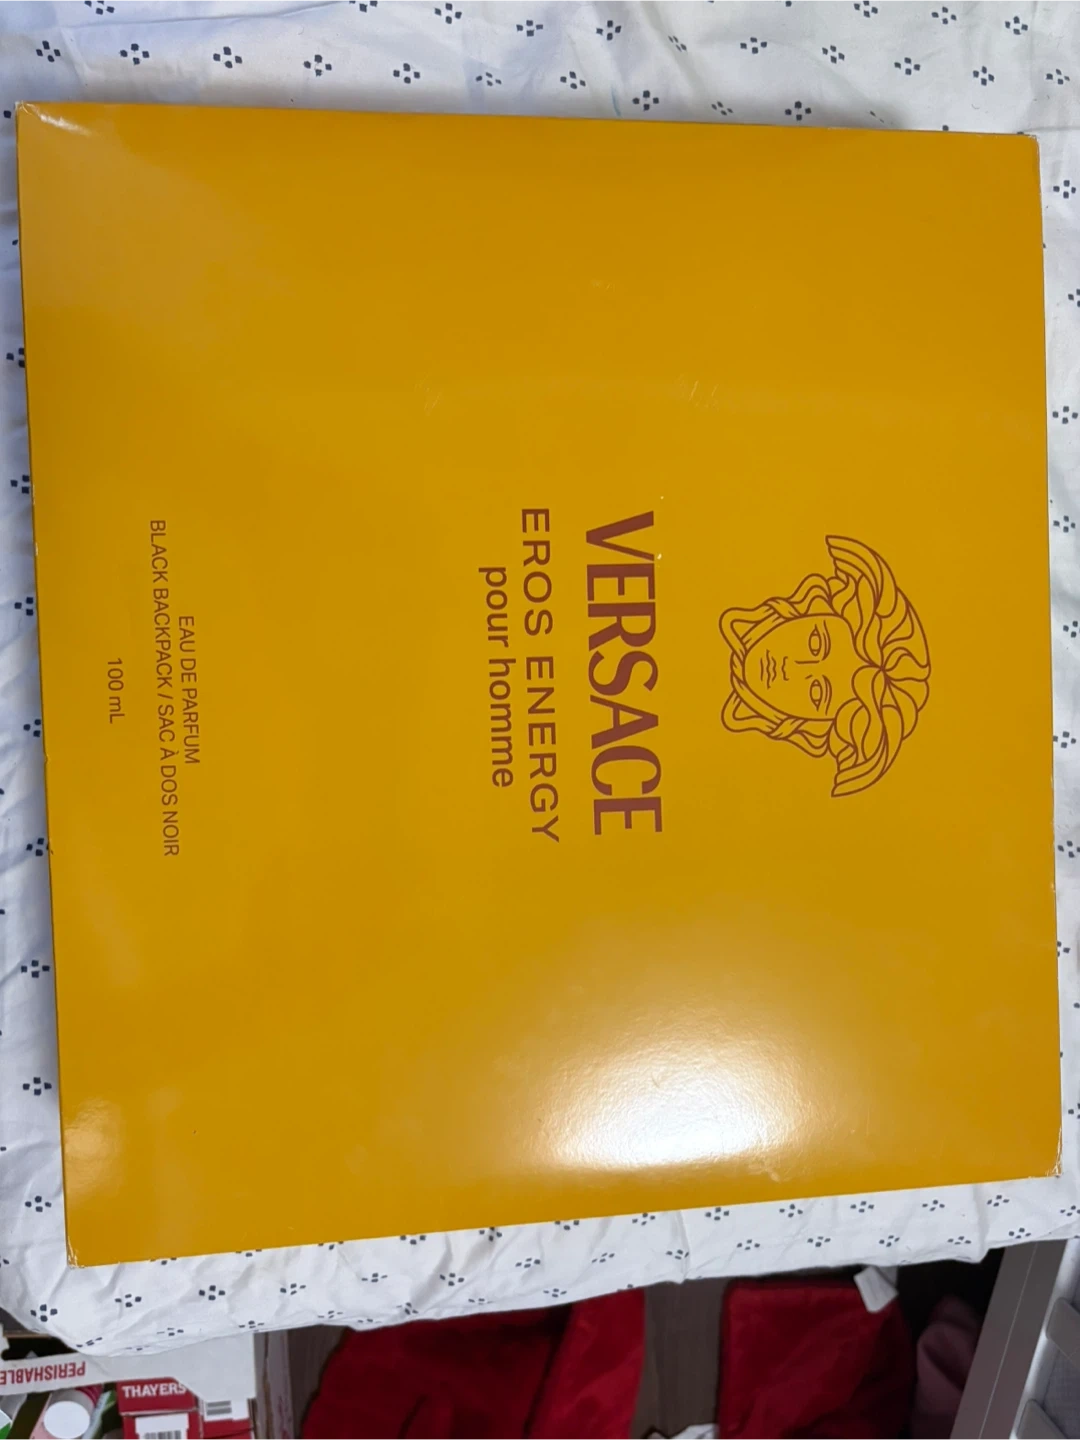 VERSACE
EROS ENERGY
pour homme
EAU DE PARFUM
BLACK BACKPACK / SAC À DOS NOIR
100 mL
PERISHABLE
THAYERS